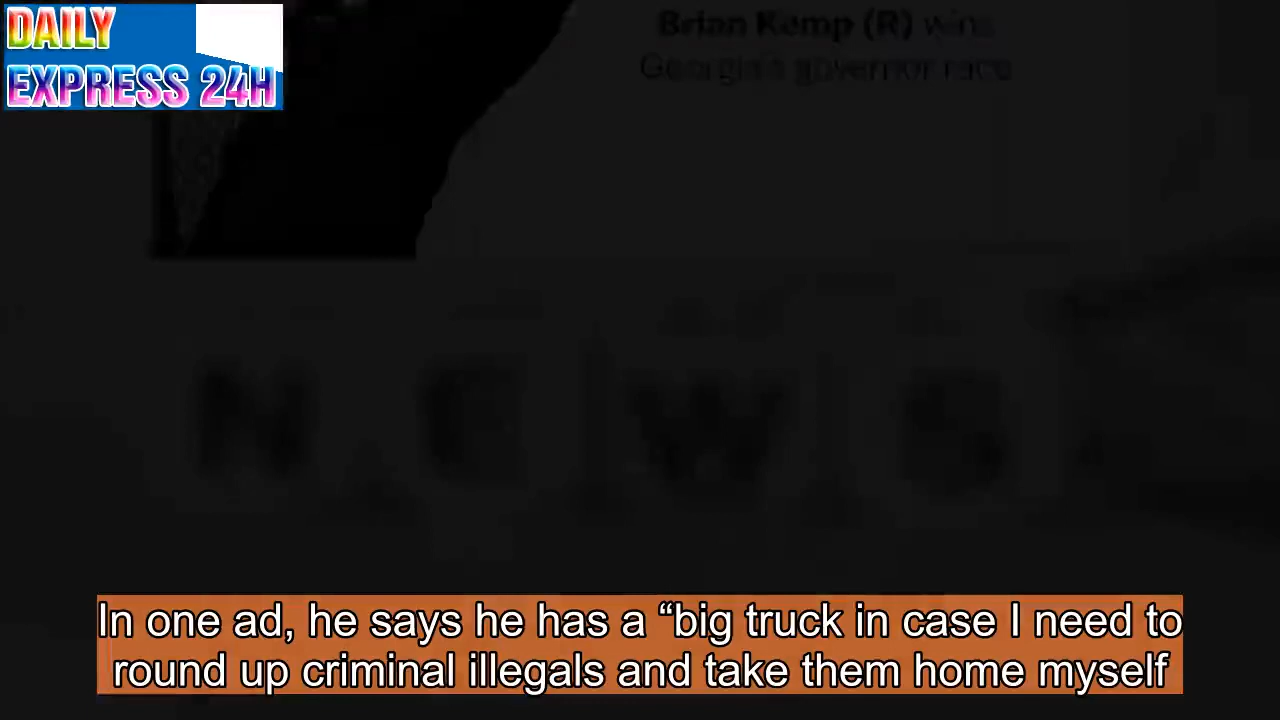 DAILY
EXPRESS 24H
Brian Kemp (R) wins
Georgia's governor race
N E W S
In one ad, he says he has a “big truck in case I need to
round up criminal illegals and take them home myself